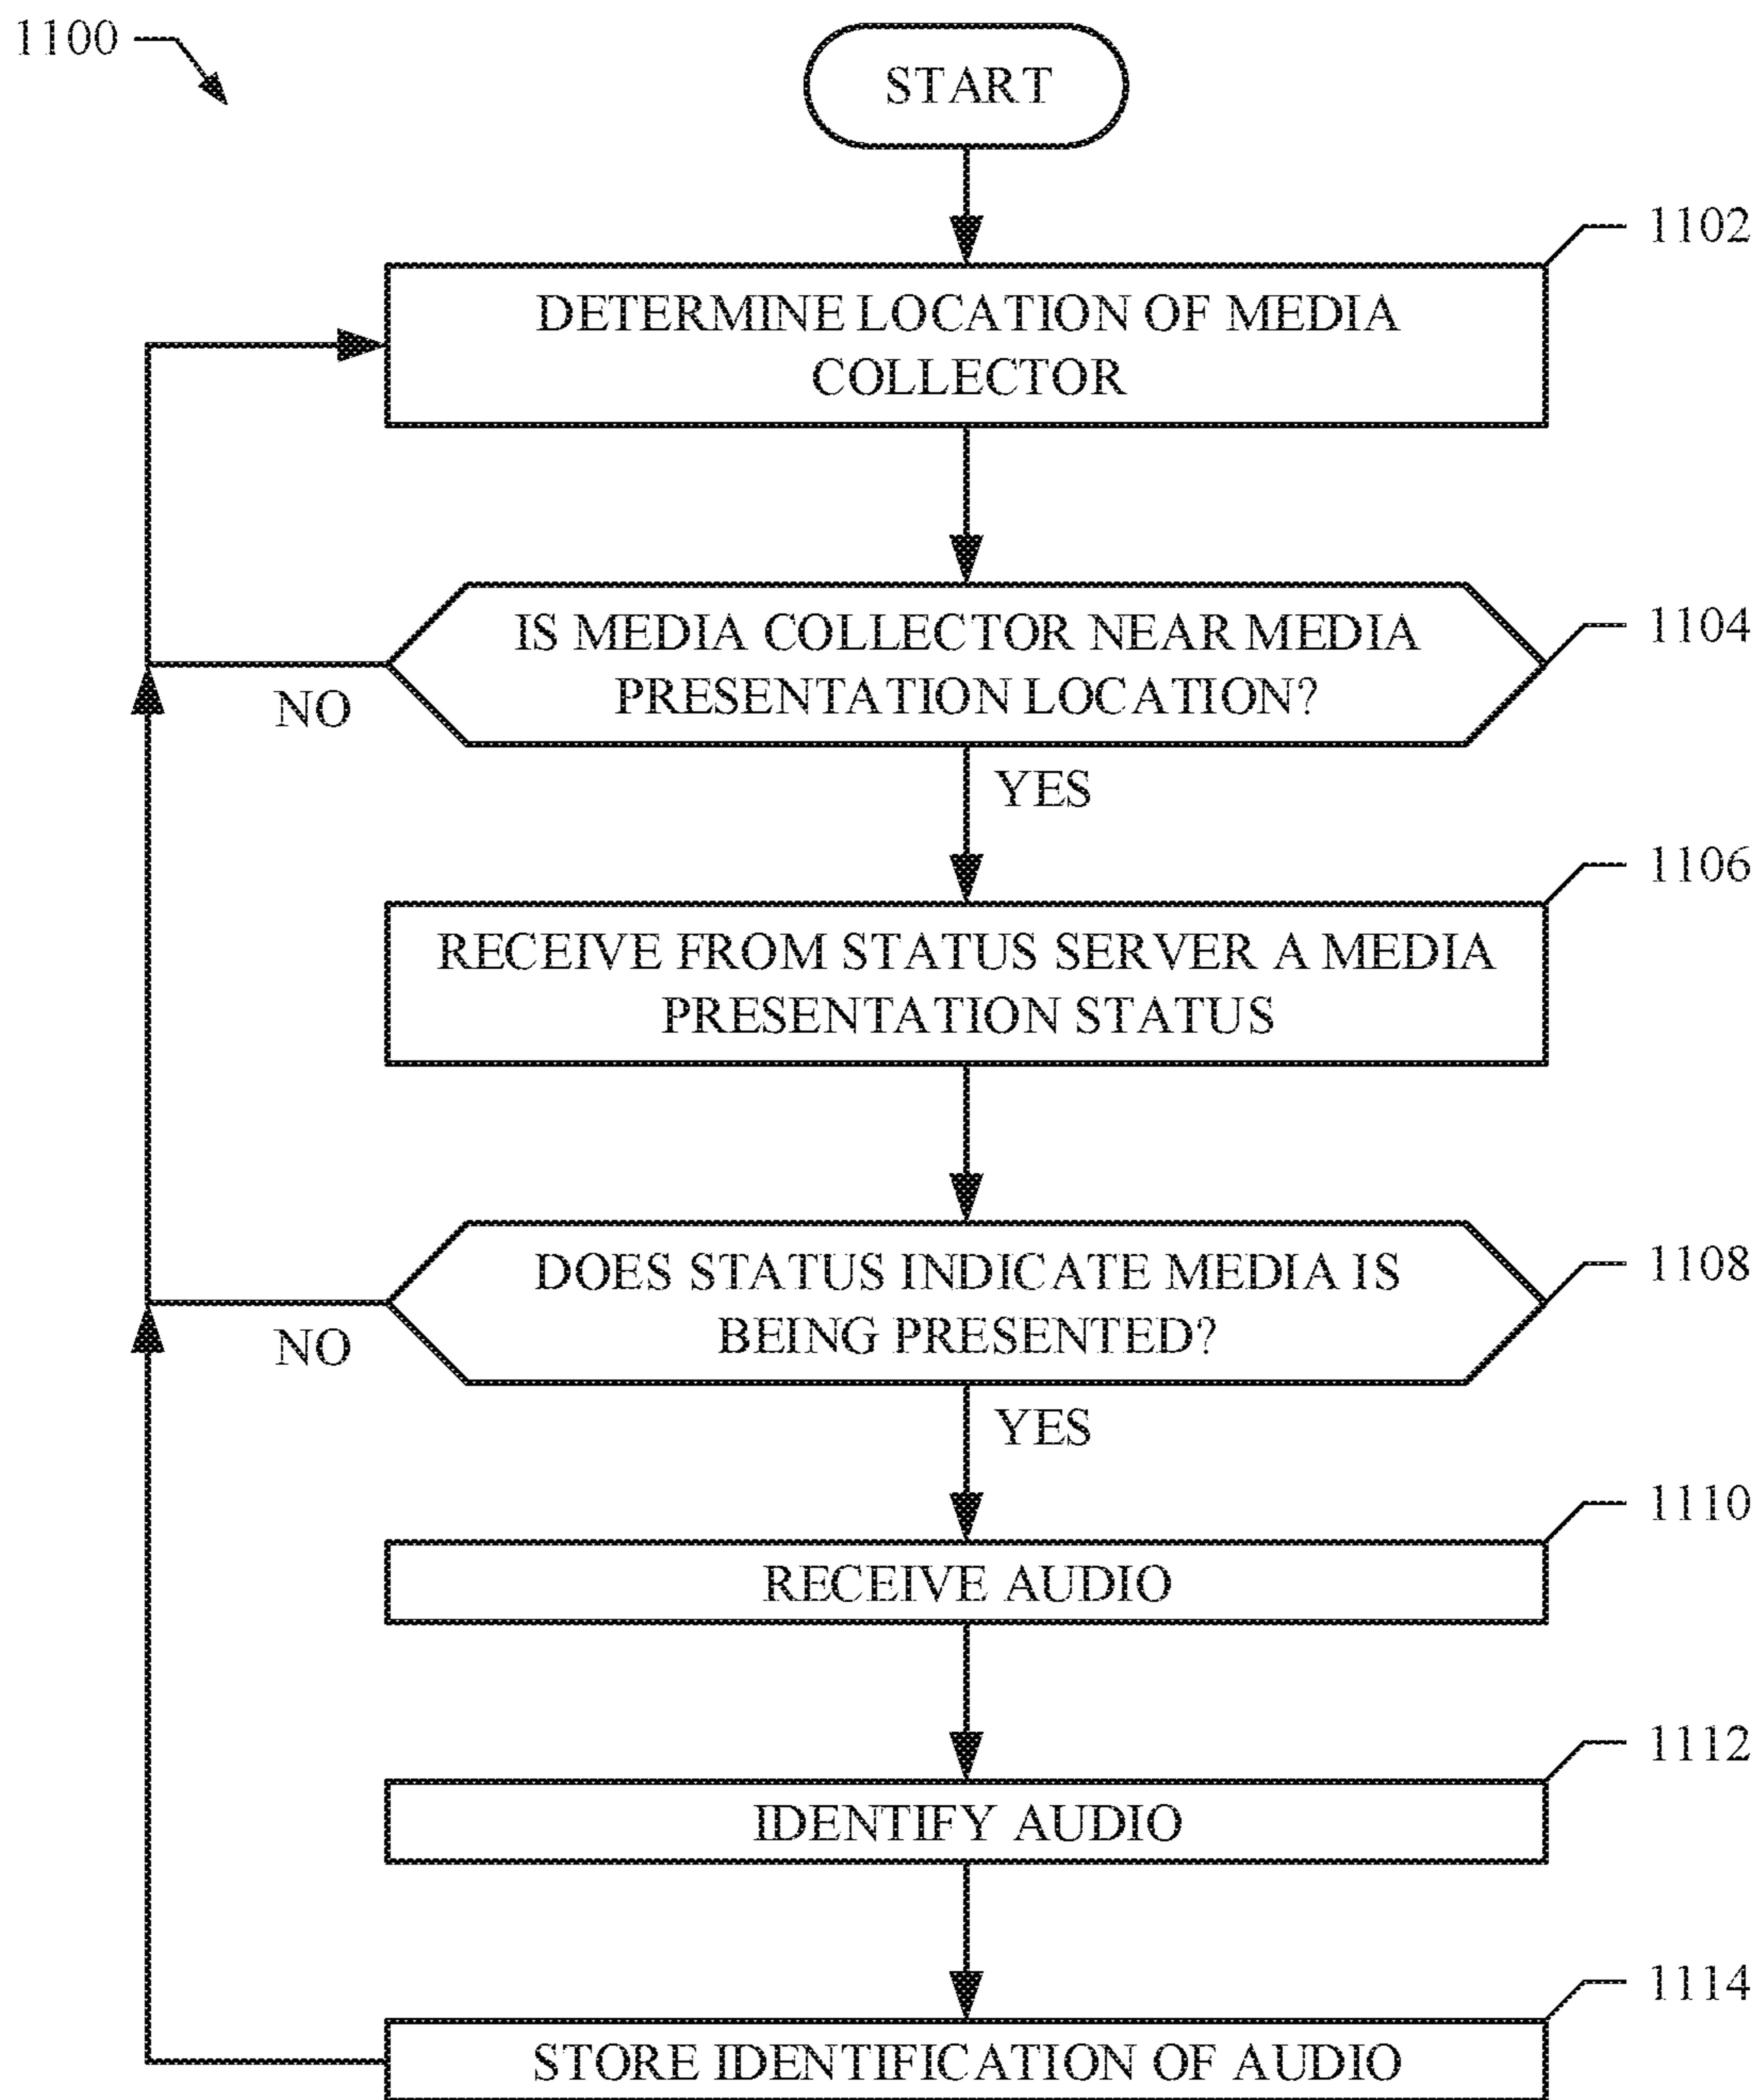 1100
START
1102
DETERMINE LOCATION OF MEDIA
COLLECTOR
IS MEDIA COLLECTOR NEAR MEDIA
PRESENTATION LOCATION?
1104
NO
YES
1106
RECEIVE FROM STATUS SERVER A MEDIA
PRESENTATION STATUS
DOES STATUS INDICATE MEDIA IS
BEING PRESENTED?
1108
NO
YES
1110
RECEIVE AUDIO
1112
IDENTIFY AUDIO
1114
STORE IDENTIFICATION OF AUDIO